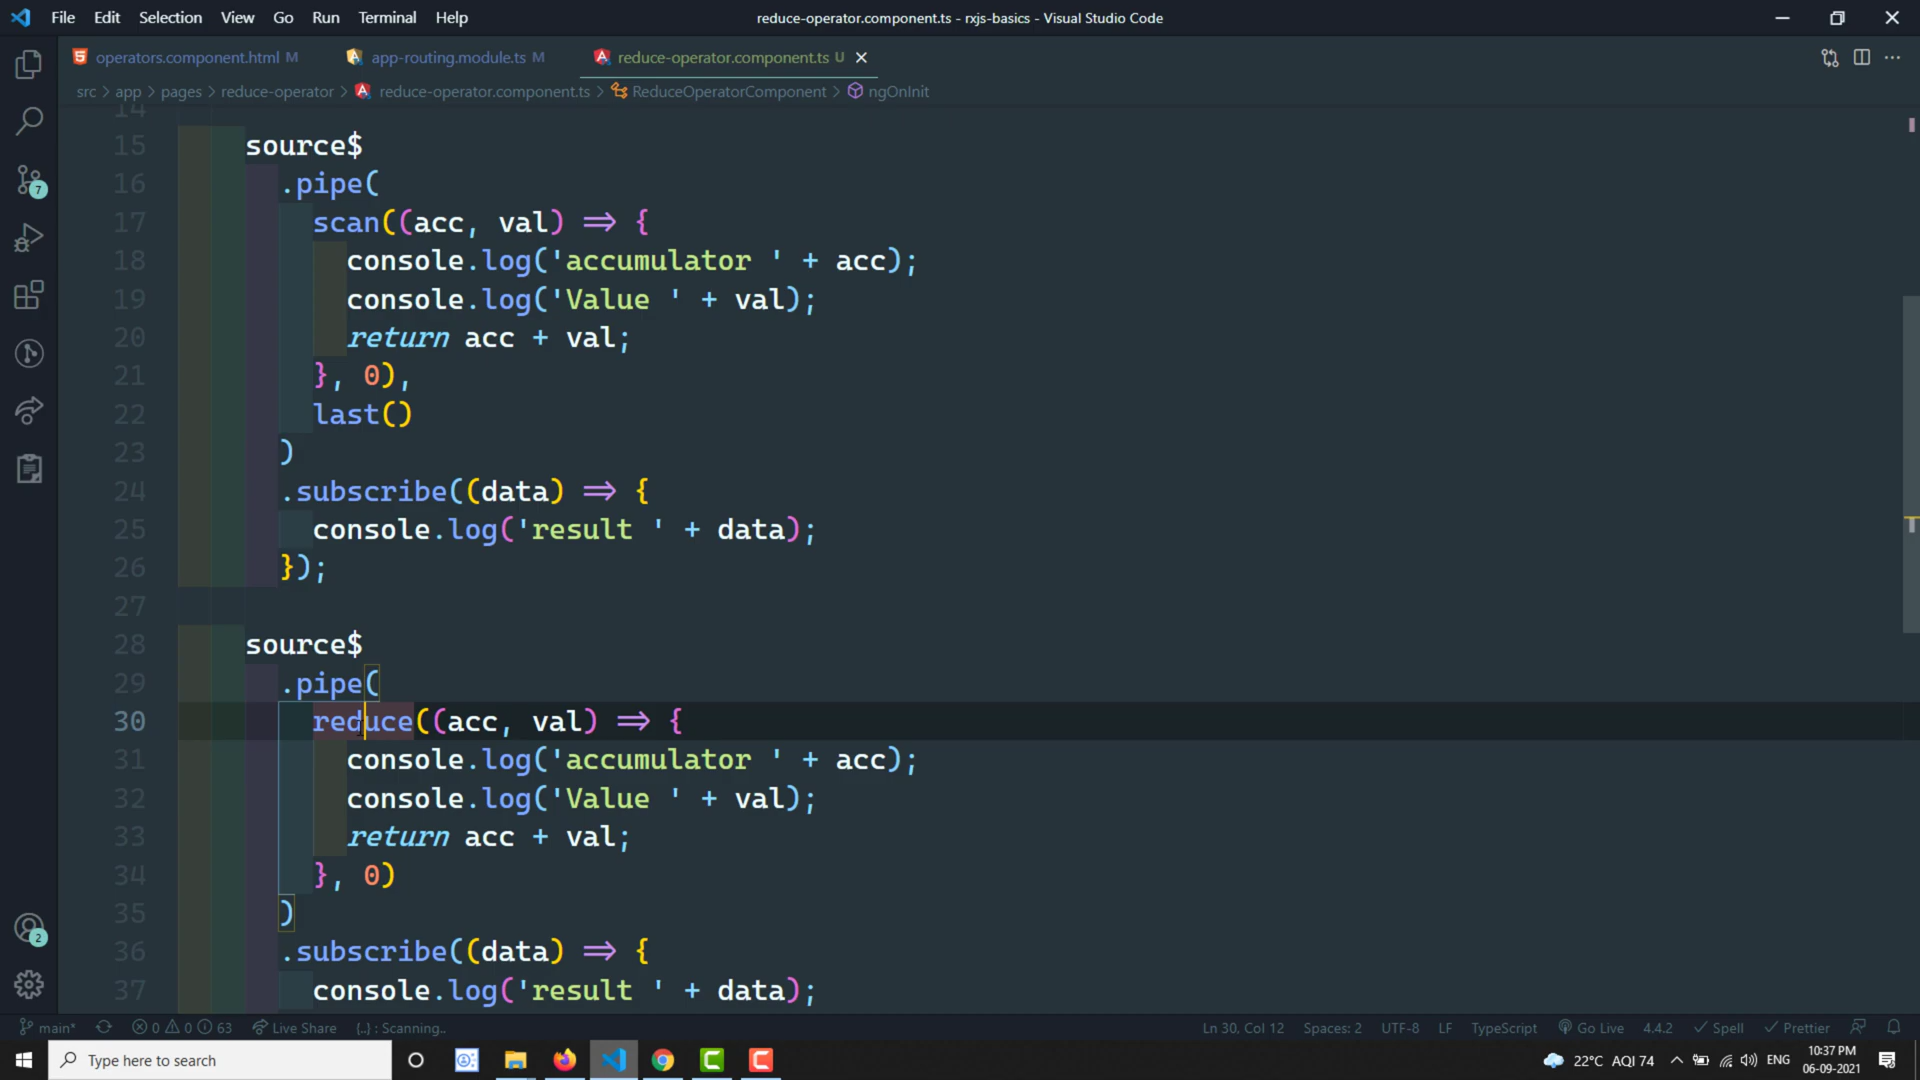 File Edit Selection View Go Run Terminal Help reduce-operator.component.ts - rxjs-basics - Visual Studio Code
operators.component.html M app-routing.module.ts M reduce-operator.component.ts U
src > app > pages > reduce-operator > reduce-operator.component.ts > ReduceOperatorComponent > ngOnInit
14
15 source$
16 .pipe(
17 scan((acc, val) => {
18 console.log('accumulator ' + acc);
19 console.log('Value ' + val);
20 return acc + val;
21 }, 0),
22 last()
23 )
24 .subscribe((data) => {
25 console.log('result ' + data);
26 });
27
28 source$
29 .pipe(
30 reduce((acc, val) => {
31 console.log('accumulator ' + acc);
32 console.log('Value ' + val);
33 return acc + val;
34 }, 0)
35 )
36 .subscribe((data) => {
37 console.log('result ' + data);
7
2
main* 0 0 63 Live Share {..} : Scanning.. Ln 30, Col 12 Spaces: 2 UTF-8 LF TypeScript Go Live 4.4.2 Spell Prettier
Type here to search 22°C AQI 74 ENG 10:37 PM
06-09-2021